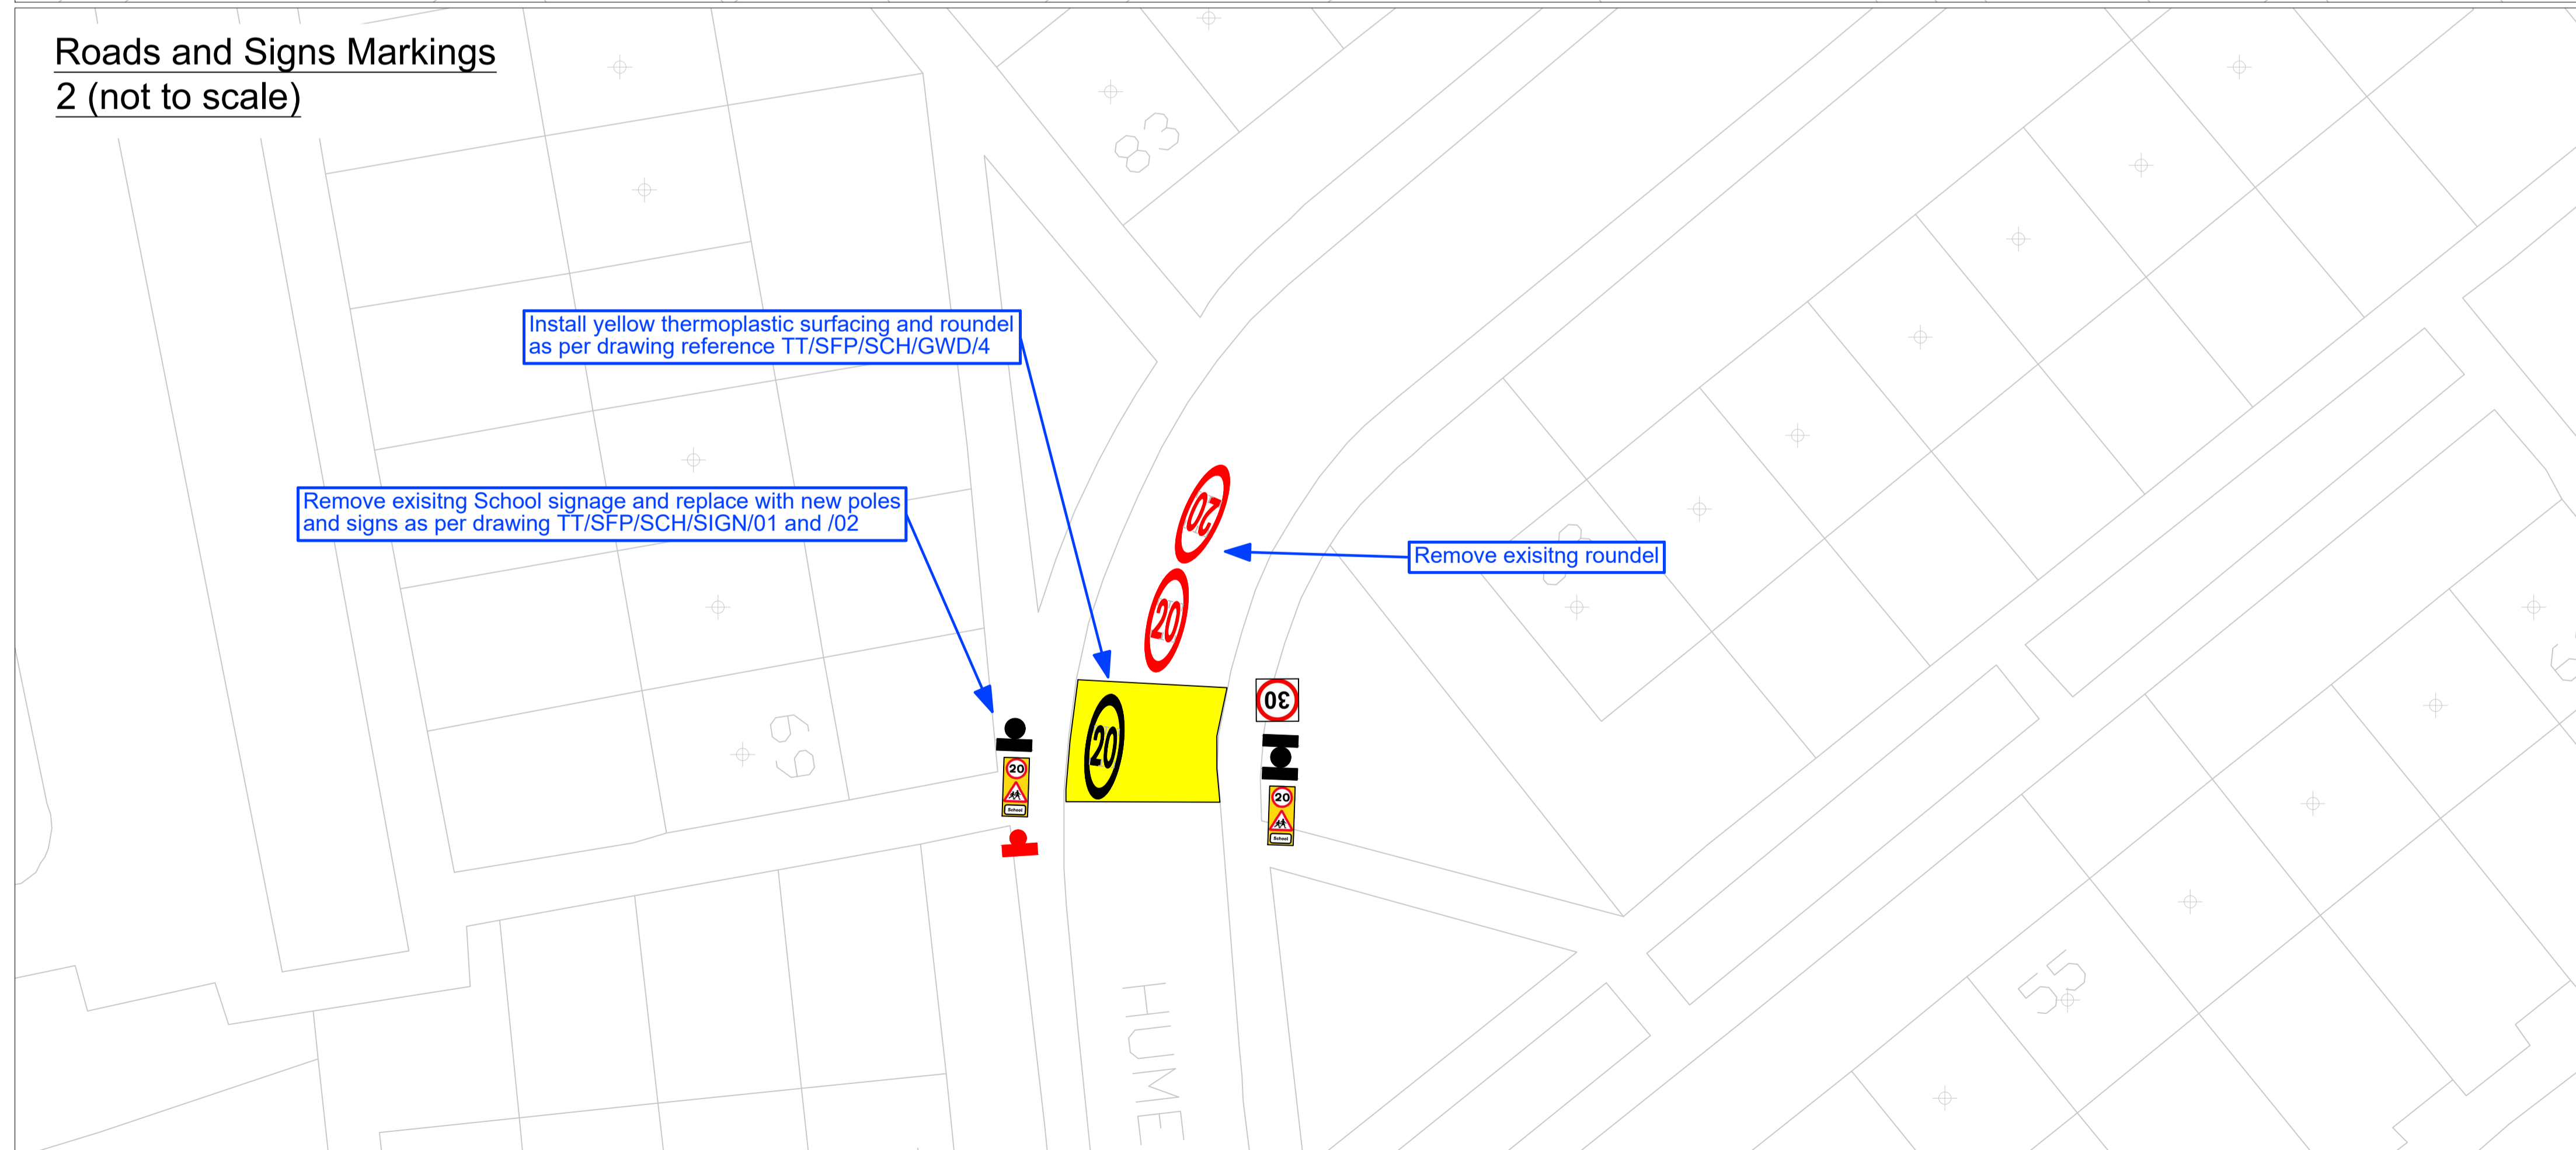 Roads and Signs Markings
2 (not to scale)
83
Install yellow thermoplastic surfacing and roundel
as per drawing reference TT/SFP/SCH/GWD/4
Remove exisitng School signage and replace with new poles
and signs as per drawing TT/SFP/SCH/SIGN/01 and /02
20
Remove exisitng roundel
20
30
69
20
20
School
20
School
55
HUME